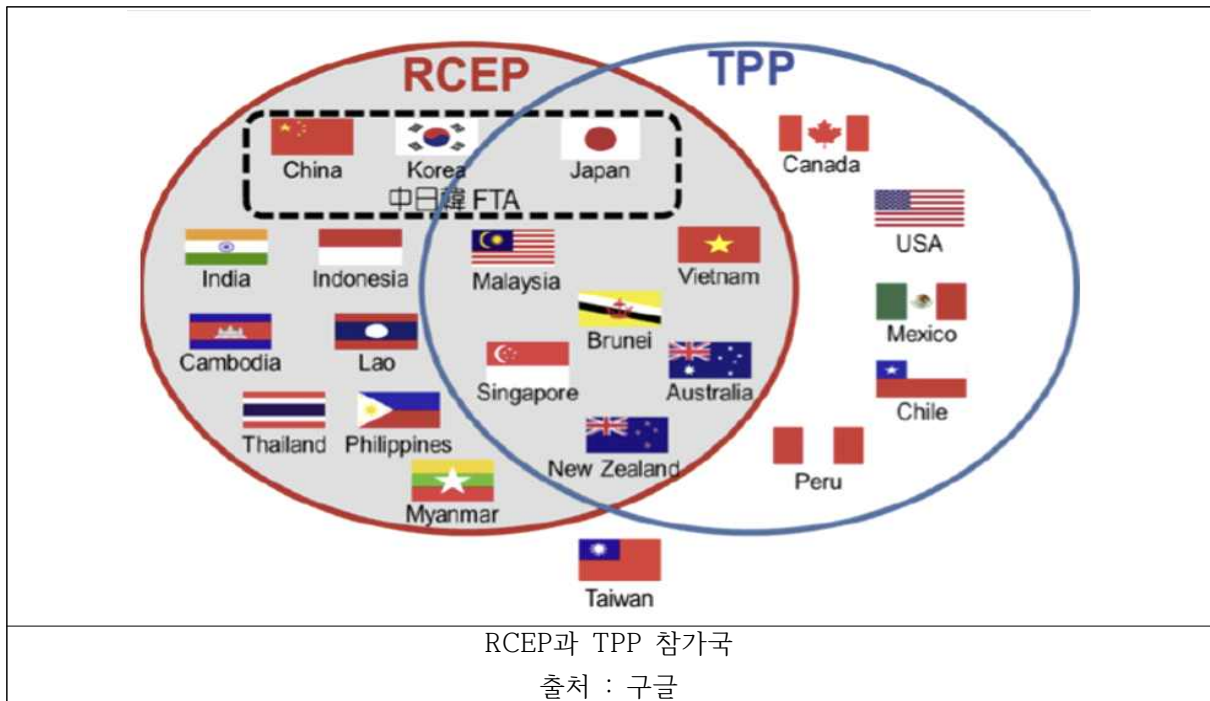 RCEP
TPP
China
Korea
Japan
Canada
中日韓 FTA
USA
India
Indonesia
Malaysia
Vietnam
Mexico
Brunei
Cambodia
Lao
Singapore
Australia
Chile
Thailand
Philippines
New Zealand
Peru
Myanmar
Taiwan
RCEP과 TPP 참가국
출처 : 구글